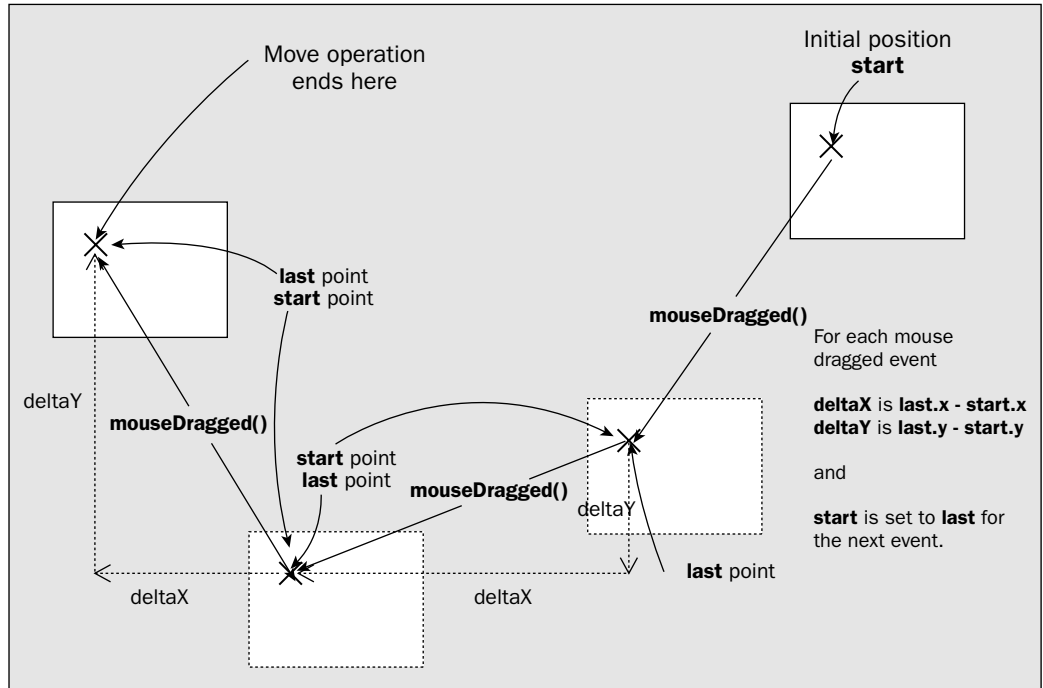 Move operation
ends here
Initial position
start
last point
start point
mouseDragged()
For each mouse
dragged event
deltaX is last.x - start.x
deltaY is last.y - start.y
and
start is set to last for
the next event.
deltaY
mouseDragged()
start point
last point
mouseDragged()
deltaY
last point
deltaX
deltaX